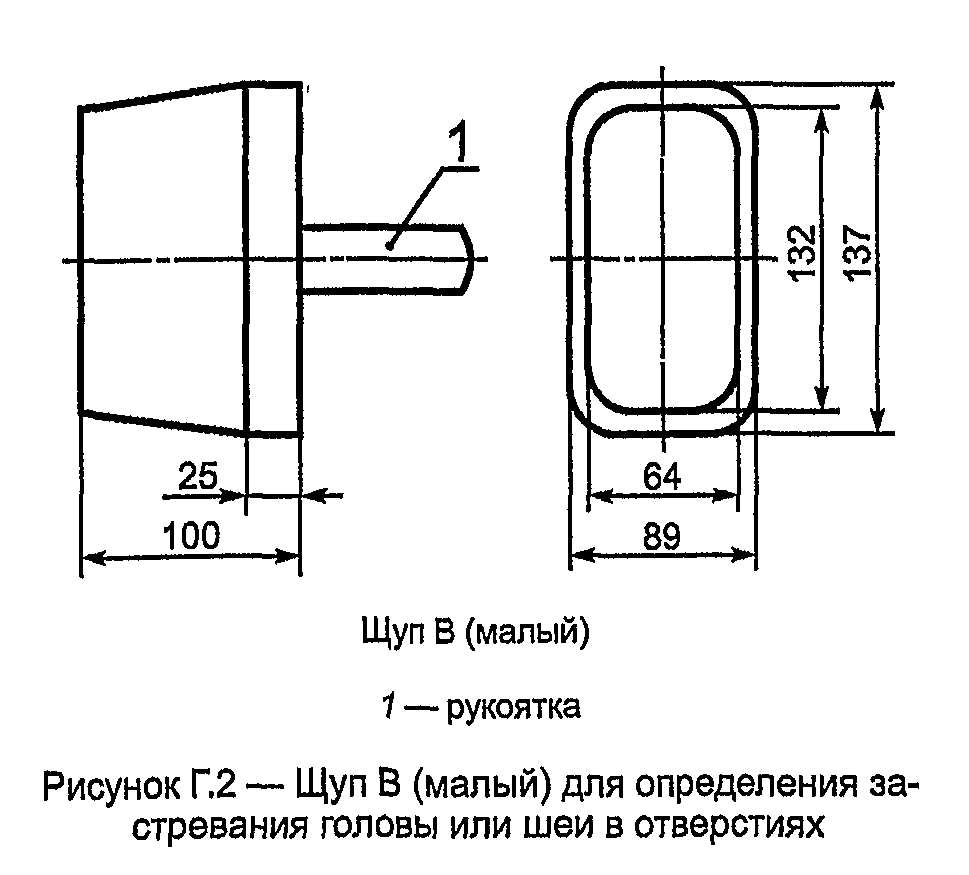 1
132
137
25
64
100
89
Щуп В (малый)
1 — рукоятка
Рисунок Г.2 — Щуп В (малый) для определения за-
стревания головы или шеи в отверстиях